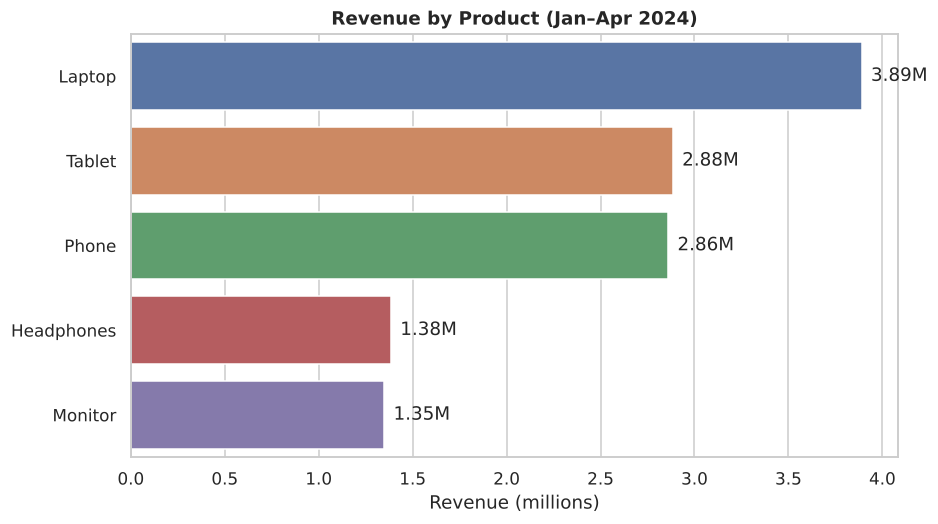 Revenue by Product (Jan–Apr 2024)
Laptop 3.89M
Tablet 2.88M
Phone 2.86M
Headphones 1.38M
Monitor 1.35M
0.0 0.5 1.0 1.5 2.0 2.5 3.0 3.5 4.0
Revenue (millions)